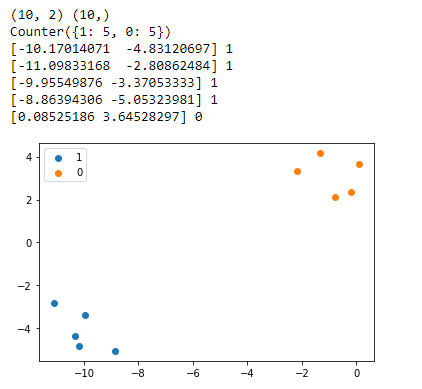 (10, 2) (10,)
Counter({1: 5, 0: 5})
[-10.17014071  -4.83120697] 1
[-11.09833168  -2.80862484] 1
[-9.95549876 -3.37053333] 1
[-8.86394306 -5.05323981] 1
[0.08525186 3.64528297] 0
1
0
4
2
0
−2
−4
−10 −8 −6 −4 −2 0